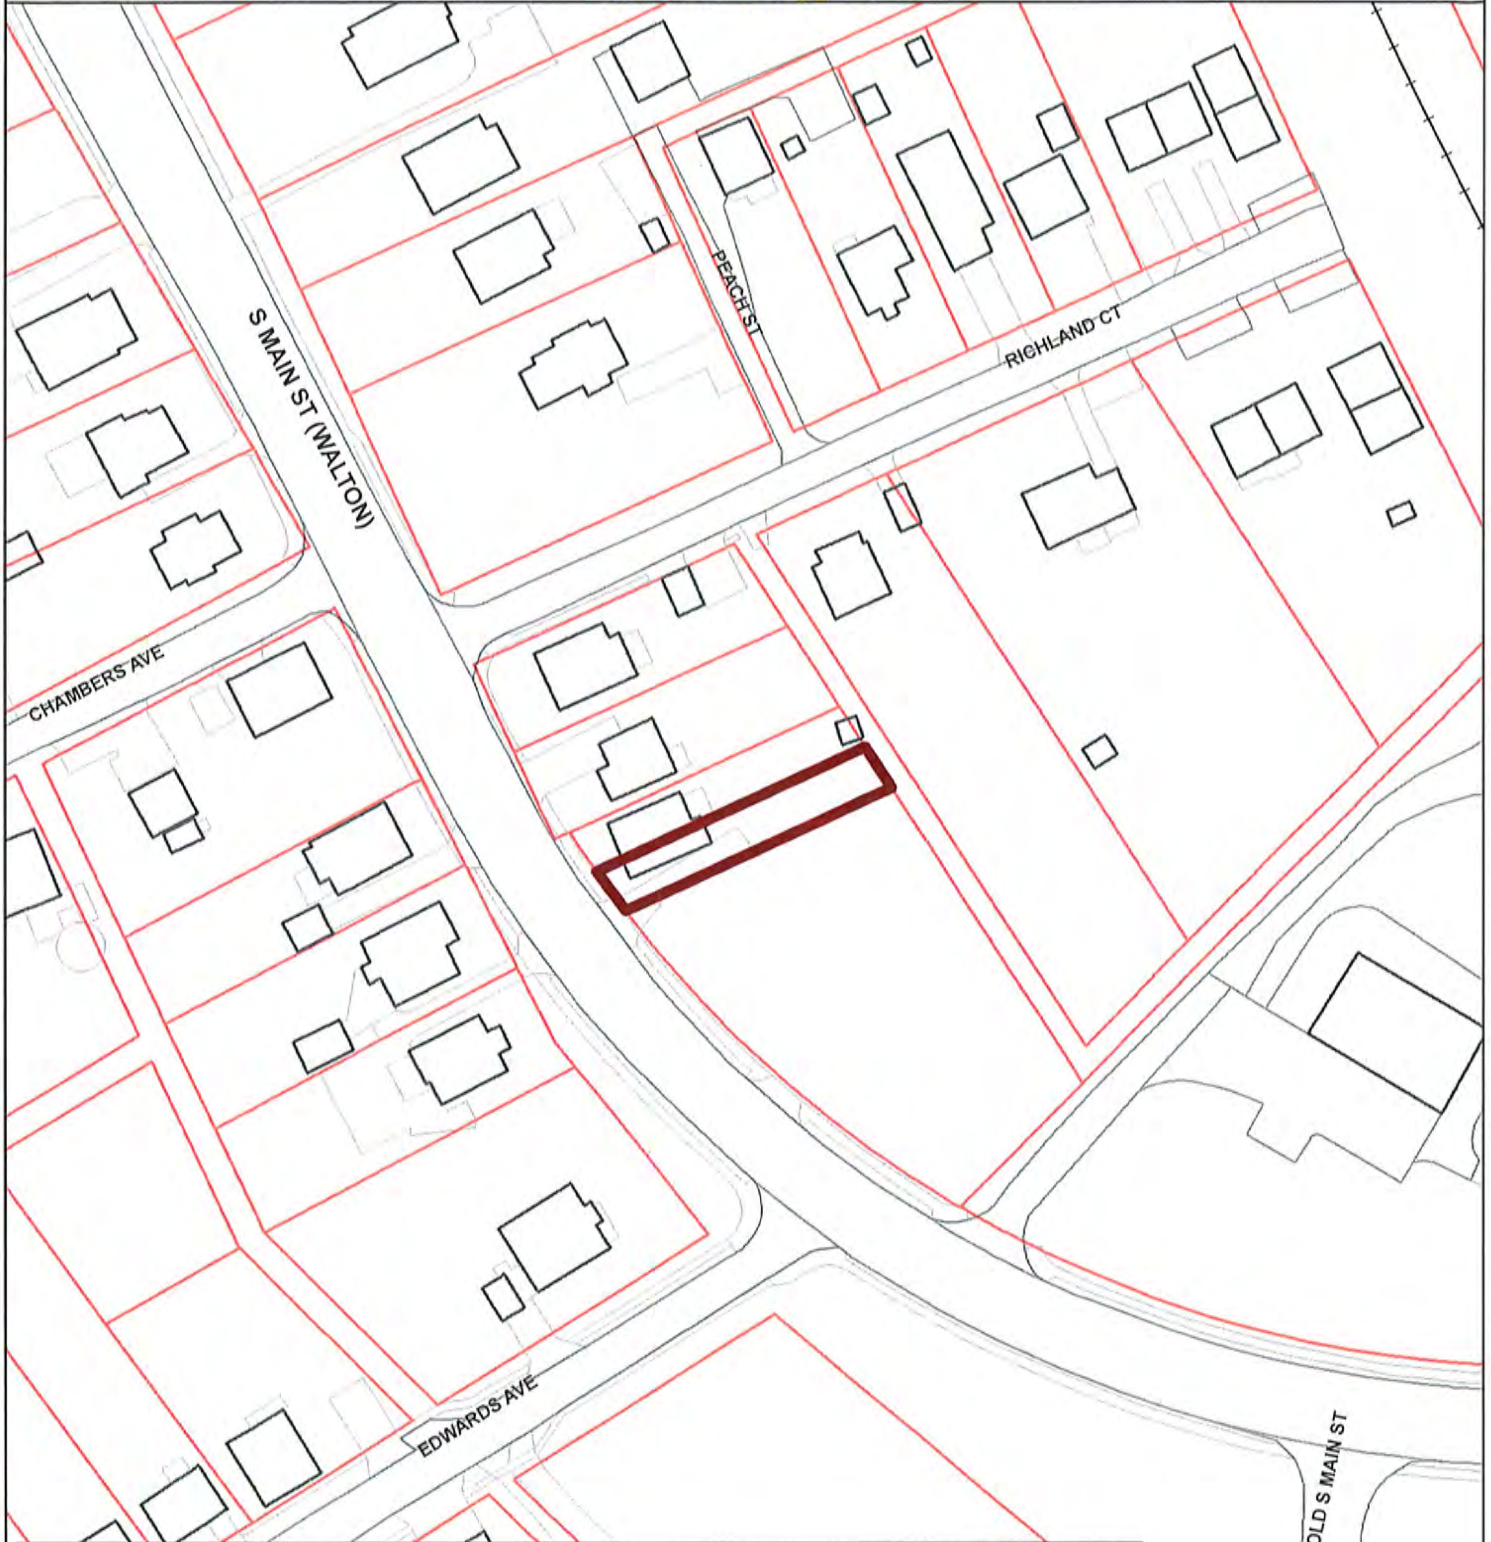 PEACH ST
RICHLAND CT
S MAIN ST (WALTON)
CHAMBERS AVE
EDWARDS AVE
OLD S MAIN ST